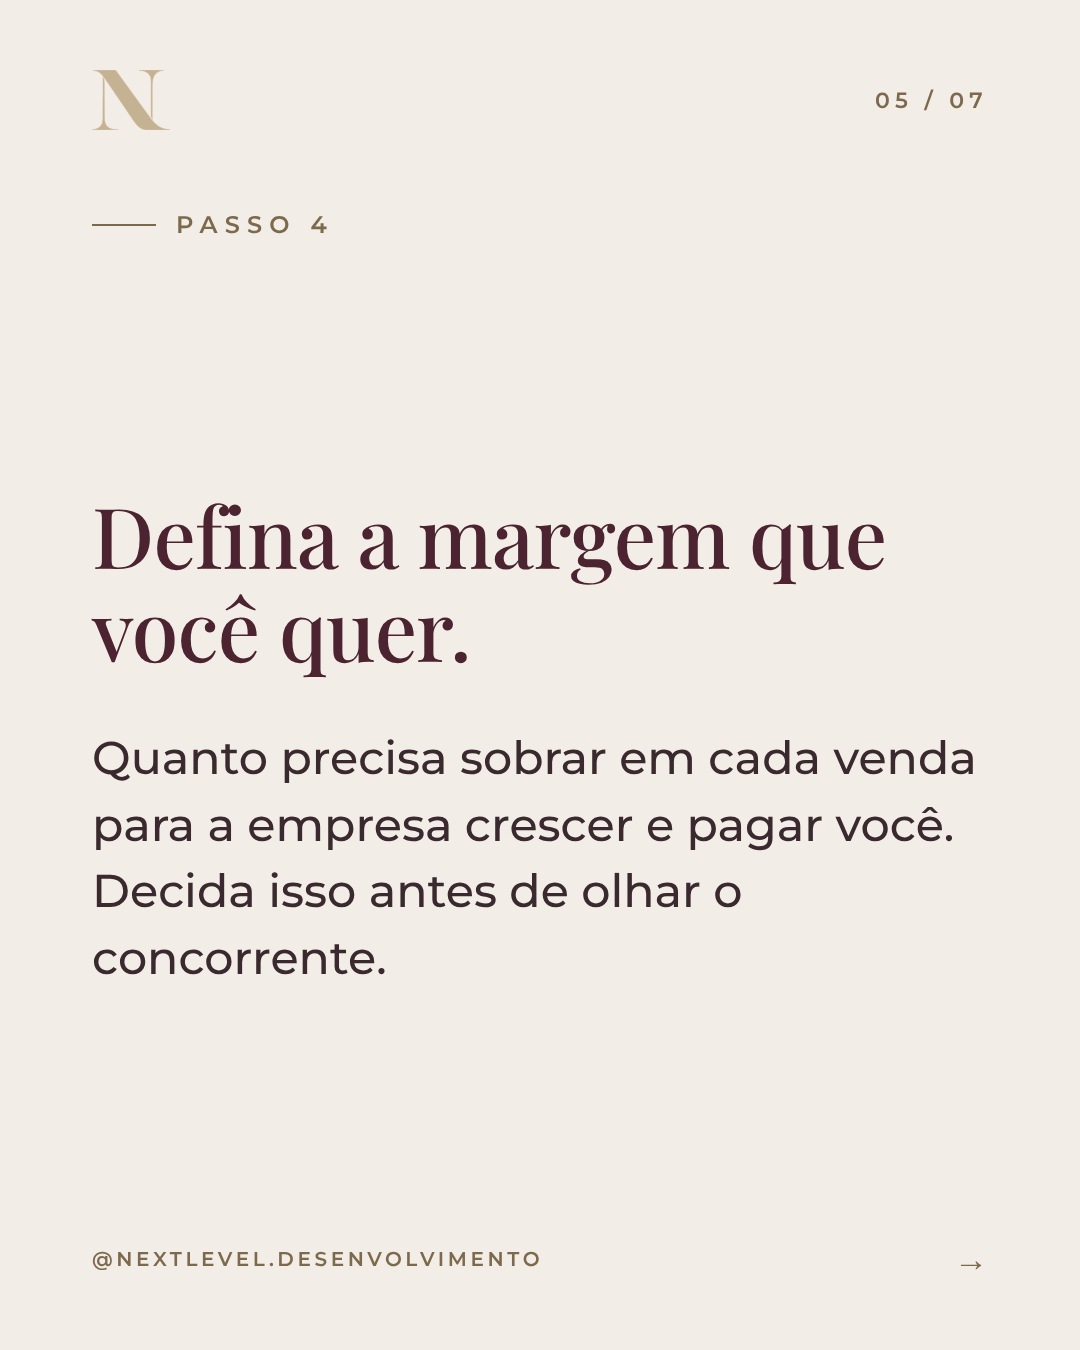 N
05 / 07
PASSO 4
Defina a margem que
você quer.
Quanto precisa sobrar em cada venda
para a empresa crescer e pagar você.
Decida isso antes de olhar o
concorrente.
@NEXTLEVEL.DESENVOLVIMENTO
→